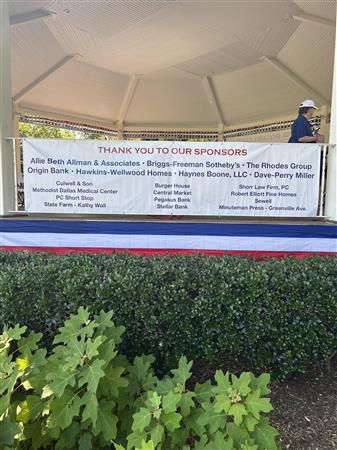 THANK YOU TO OUR SPONSORS
Allie Beth Allman & Associates • Briggs-Freeman Sotheby's • The Rhodes Group
Origin Bank • Hawkins-Wellwood Homes • Haynes Boone, LLC • Dave-Perry Miller
Culwell & Son
Methodist Dallas Medical Center
PC Short Stop
State Farm - Kathy Wall
Burger House
Central Market
Pegasus Bank
Stellar Bank
Shorr Law Firm, PC
Robert Elliott Fine Homes
Sewell
Minuteman Press - Greenville Ave.